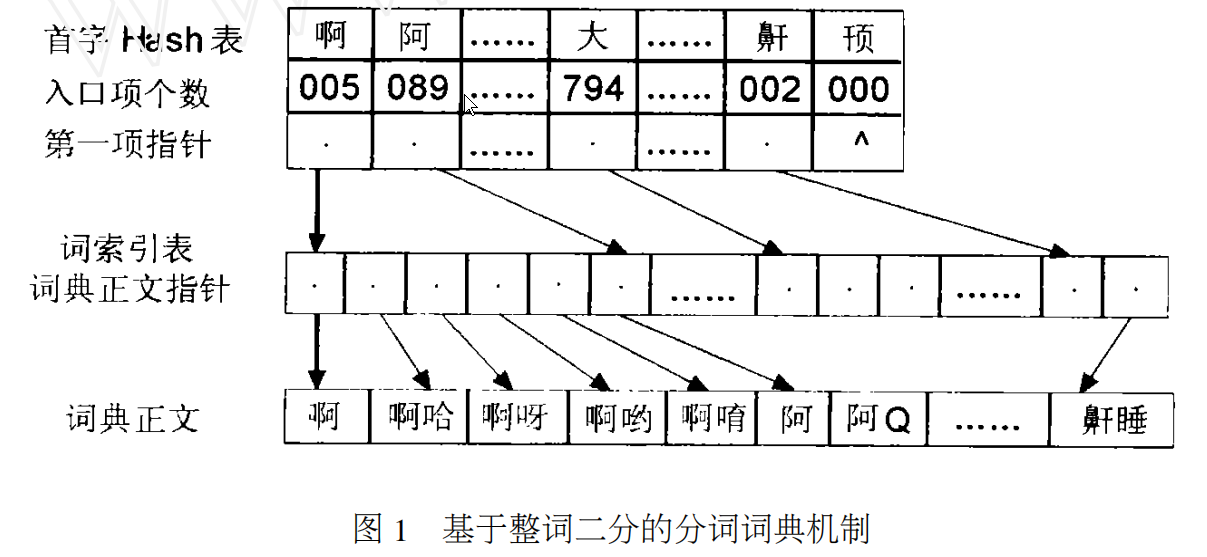 首字 Hash 表 啊 阿 …… 大 …… 鼾 顸
入口项个数 005 089 …… 794 …… 002 000
第一项指针 · · …… · …… · ^
词索引表
词典正文指针 · · · · · · …… · · · …… · ·
词典正文 啊 啊哈 啊呀 啊哟 啊唷 阿 阿Q …… 鼾睡
图 1 基于整词二分的分词词典机制